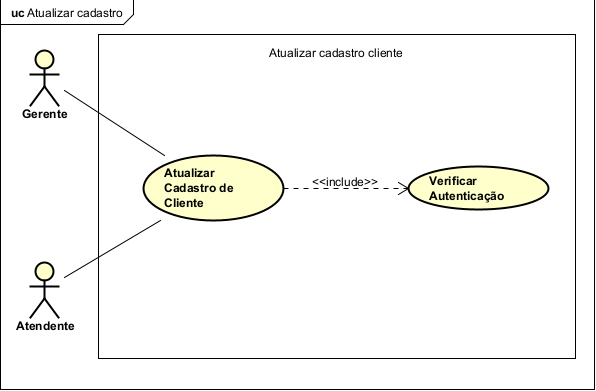 uc Atualizar cadastro
Atualizar cadastro cliente
Gerente
Atualizar
Cadastro de
Cliente
<<include>>
Verificar
Autenticação
Atendente